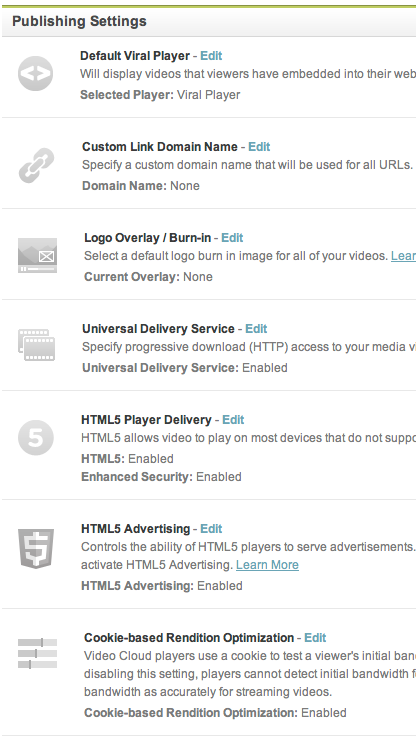 Publishing Settings
Default Viral Player - Edit
Will display videos that viewers have embedded into their web
Selected Player: Viral Player
Custom Link Domain Name - Edit
Specify a custom domain name that will be used for all URLs.
Domain Name: None
Logo Overlay / Burn-in - Edit
Select a default logo burn in image for all of your videos. Lear
Current Overlay: None
Universal Delivery Service - Edit
Specify progressive download (HTTP) access to your media vi
Universal Delivery Service: Enabled
5
HTML5 Player Delivery - Edit
HTML5 allows video to play on most devices that do not suppo
HTML5: Enabled
Enhanced Security: Enabled
HTML5 Advertising - Edit
Controls the ability of HTML5 players to serve advertisements.
activate HTML5 Advertising. Learn More
HTML5 Advertising: Enabled
Cookie-based Rendition Optimization - Edit
Video Cloud players use a cookie to test a viewer's initial ban
disabling this setting, players cannot detect initial bandwidth f
bandwidth as accurately for streaming videos.
Cookie-based Rendition Optimization: Enabled